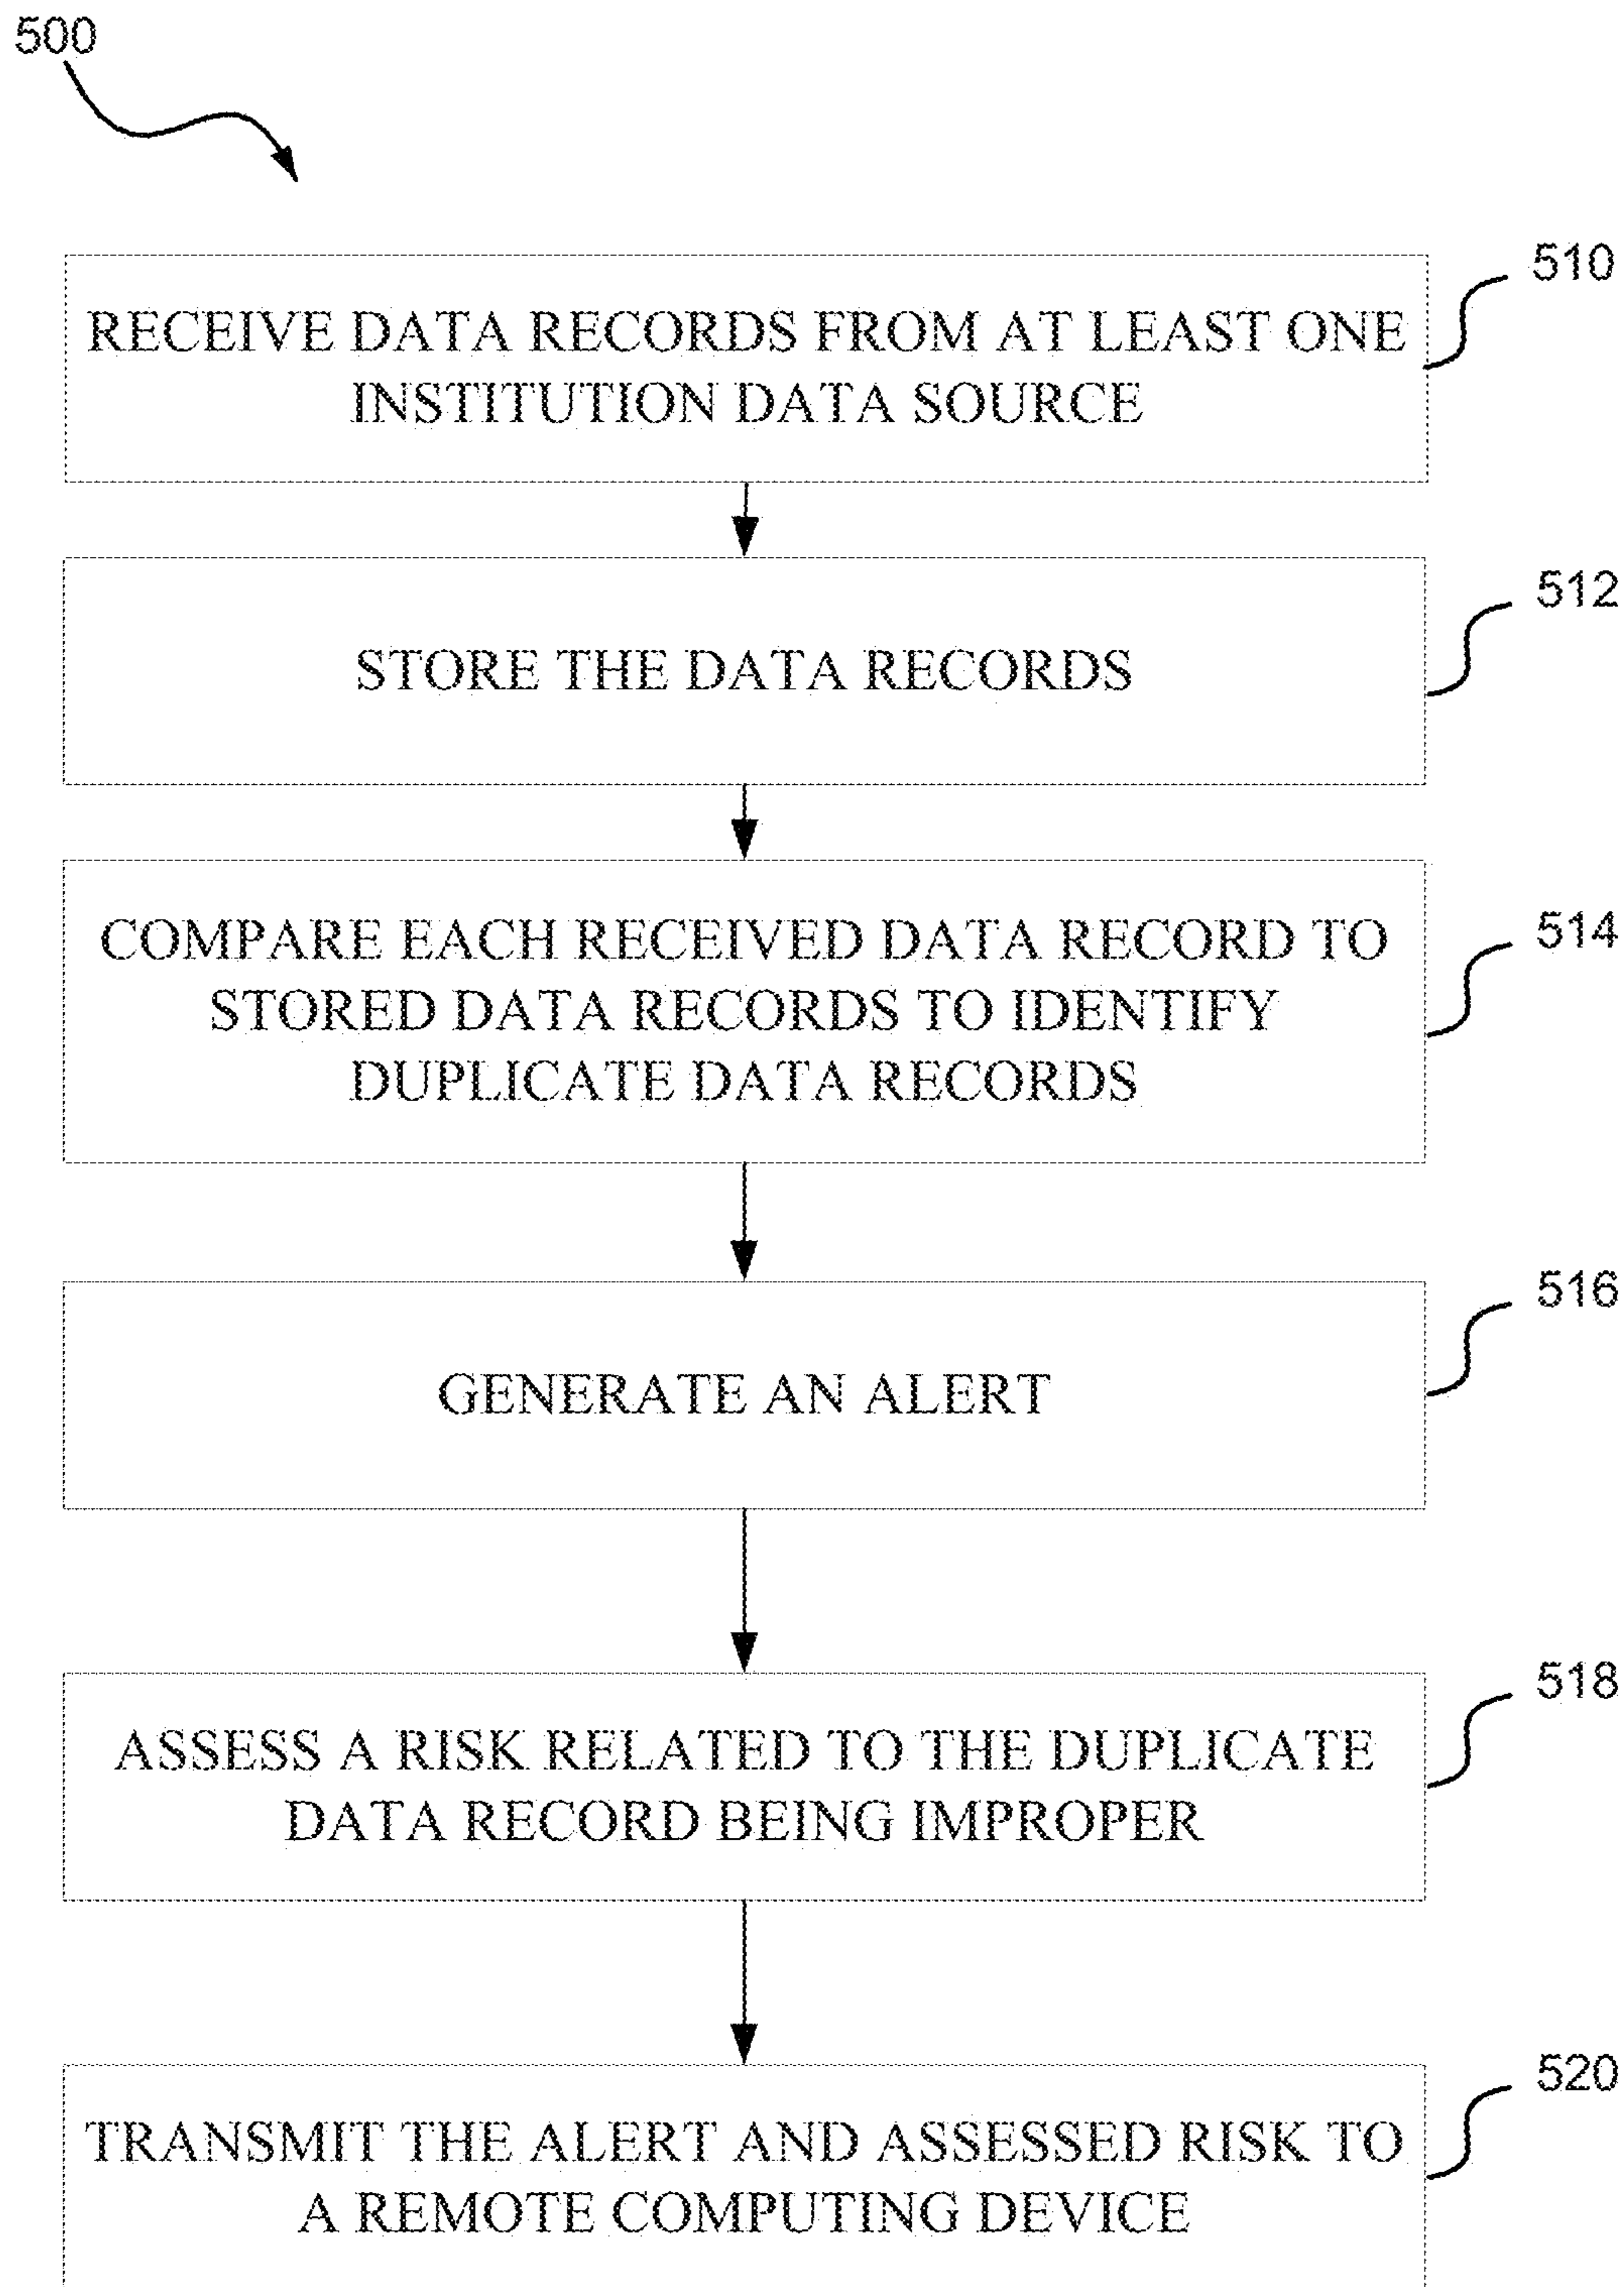 500
510
RECEIVE DATA RECORDS FROM AT LEAST ONE
INSTITUTION DATA SOURCE
512
STORE THE DATA RECORDS
514
COMPARE EACH RECEIVED DATA RECORD TO
STORED DATA RECORDS TO IDENTIFY
DUPLICATE DATA RECORDS
516
GENERATE AN ALERT
518
ASSESS A RISK RELATED TO THE DUPLICATE
DATA RECORD BEING IMPROPER
520
TRANSMIT THE ALERT AND ASSESSED RISK TO
A REMOTE COMPUTING DEVICE